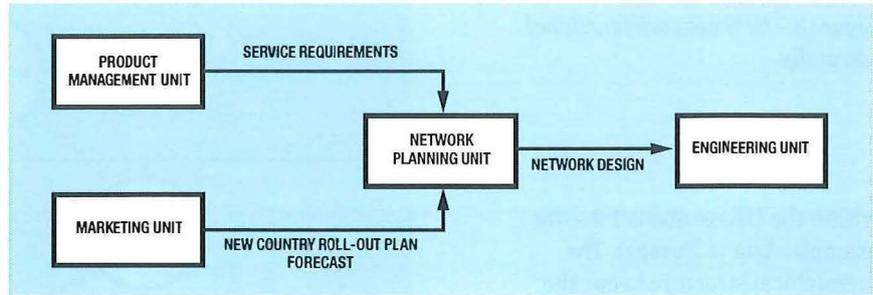 PRODUCT
MANAGEMENT UNIT
SERVICE REQUIREMENTS
NETWORK
PLANNING UNIT
NETWORK DESIGN
ENGINEERING UNIT
MARKETING UNIT
NEW COUNTRY ROLL-OUT PLAN
FORECAST